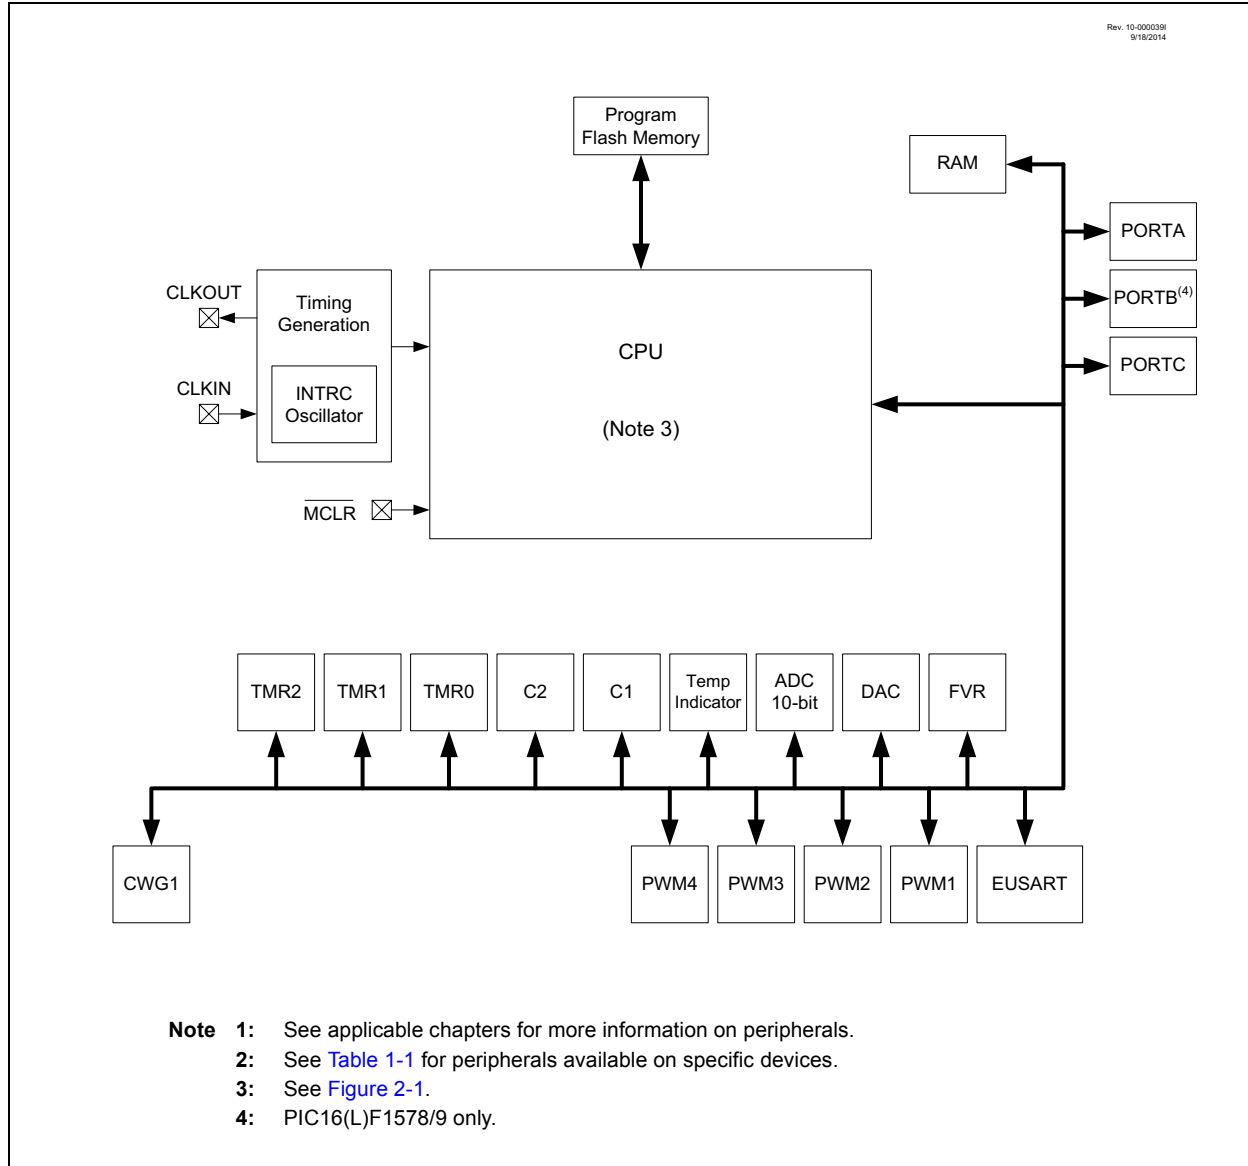 Rev. 10-000039I
9/18/2014
Program
Flash Memory
RAM
PORTA
PORTB(4)
PORTC
CLKOUT
Timing
Generation
CLKIN
INTRC
Oscillator
CPU
(Note 3)
MCLR
TMR2
TMR1
TMR0
C2
C1
Temp
Indicator
ADC
10-bit
DAC
FVR
CWG1
PWM4
PWM3
PWM2
PWM1
EUSART
Note 1: See applicable chapters for more information on peripherals.
2: See Table 1-1 for peripherals available on specific devices.
3: See Figure 2-1.
4: PIC16(L)F1578/9 only.